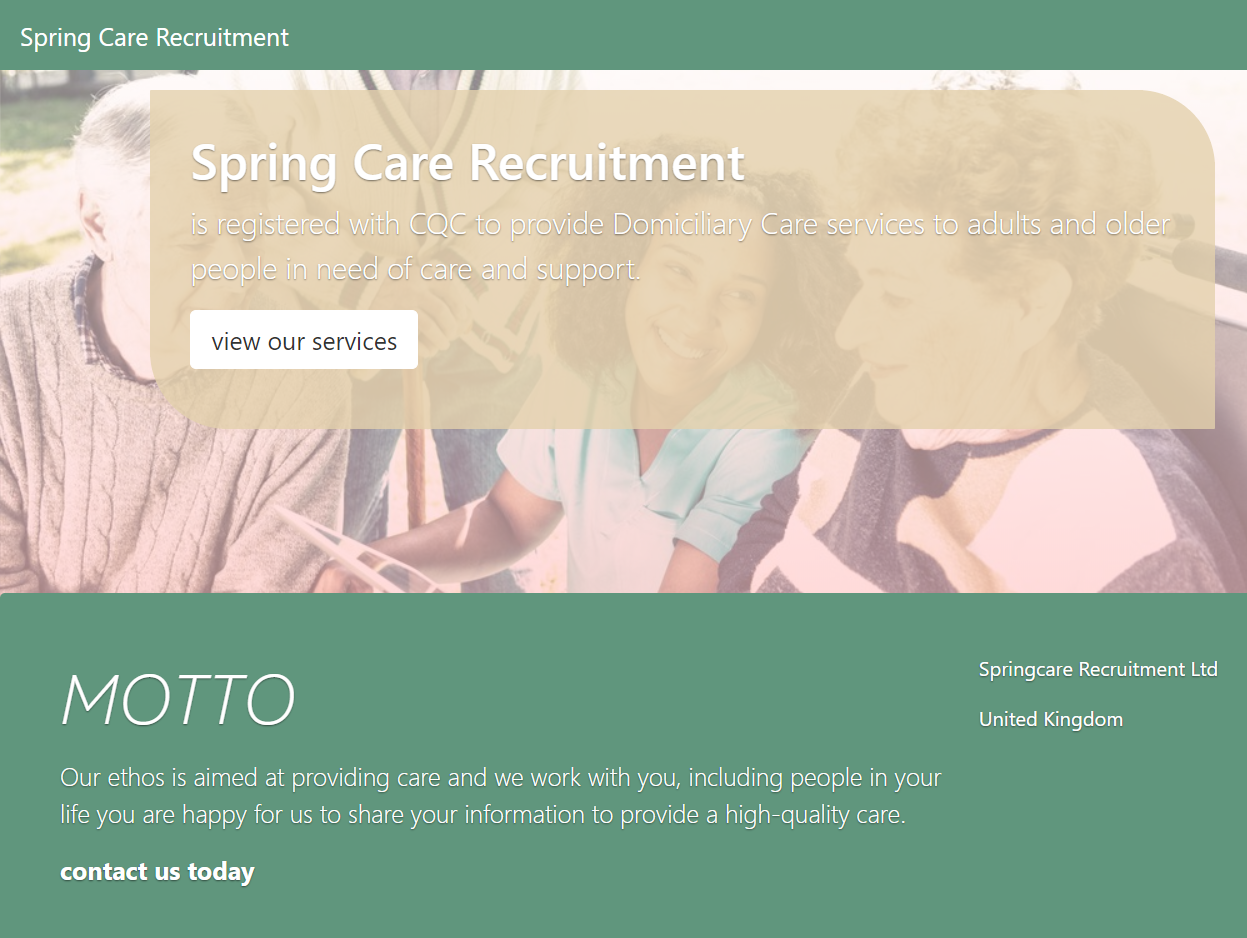 Spring Care Recruitment
Spring Care Recruitment
is registered with CQC to provide Domiciliary Care services to adults and older
people in need of care and support.
view our services
MOTTO
Our ethos is aimed at providing care and we work with you, including people in your
life you are happy for us to share your information to provide a high-quality care.
contact us today
Springcare Recruitment Ltd
United Kingdom